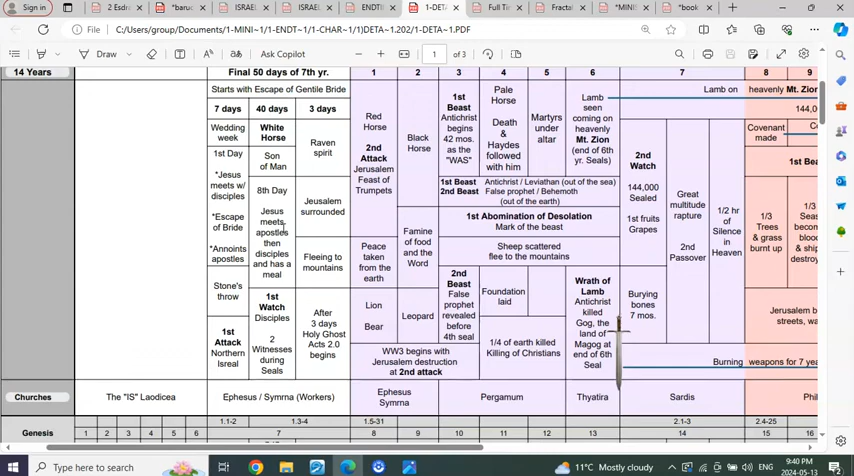 Sign in
2 Esdra
*baruc
ISRAEL
ISRAEL
ENDTIN
1-DETA
Full Tin
Fractal
*MINIS
*book
File
C:/Users/group/Documents/1-MINI~1/1-ENDT~1/1-CHAR~1/1)DETA~1.202/1-DETA~1.PDF
Draw
Ask Copilot
1 of 3
14 Years
Final 50 days of 7th yr.
1 2 3 4 5 6 7 8 9
Starts with Escape of Gentile Bride
7 days
40 days
3 days
Wedding
week
1st Day
*Jesus
meets w/
disciples
*Escape
of Bride
*Annoints
apostles
Stone's
throw
1st
Attack
Northern
Isreal
White
Horse
Son
of Man
8th Day
Jesus
meets
apostles
then
disciples
and has a
meal
1st
Watch
Disciples
2
Witnesses
during
Seals
Raven
spirit
Jesusalem
surrounded
Fleeing to
mountains
After
3 days
Holy Ghost
Acts 2.0
begins
Red
Horse
2nd
Attack
Jerusalem
Feast of
Trumpets
Peace
taken
from the
earth
Lion
Bear
Black
Horse
Famine
of food
and the
Word
Leopard
WW3 begins with
Jerusalem destruction
at 2nd attack
1st
Beast
Antichrist
begins
42 mos.
as the
"WAS"
Pale
Horse
Death
&
Haydes
followed
with him
Martyrs
under
altar
1st Beast Antichrist / Leviathan (out of the sea)
2nd Beast False prophet / Behemoth
(out of the earth)
1st Abomination of Desolation
Mark of the beast
Sheep scattered
flee to the mountains
2nd
Beast
False
prophet
revealed
before
4th seal
Foundation
laid
1/4 of earth killed
Killing of Christians
Lamb
seen
coming on
heavenly
Mt. Zion
(end of 6th
yr. Seals)
Wrath of
Lamb
Antichrist
killed
Gog, the
land of
Magog at
end of 6th
Seal
Lamb on heavenly Mt. Zion
144,0
2nd
Watch
144,000
Sealed
1st fruits
Grapes
Burying
bones
7 mos.
Great
multitude
rapture
2nd
Passover
1/2 hr
of
Silence
in
Heaven
Burning weapons for 7 yea
Covenant
made
1st Bea
1/3
Trees
& grass
burnt up
1/3
Seas
becom
blood
&
ships
destroy
Jerusalem b
streets, wa
Churches
The "IS" Laodicea
Ephesus / Symrna (Workers)
Ephesus
Symrna
Pergamum
Thyatira
Sardis
Phil
1.1-2
1.3-4
1.5-31
2.1-3
2.4-25
Genesis
1 2 3 4 5 6 7 8 9 10 11 12 13 14 15 16
Type here to search
11°C Mostly cloudy
ENG
9:40 PM
2024-05-13